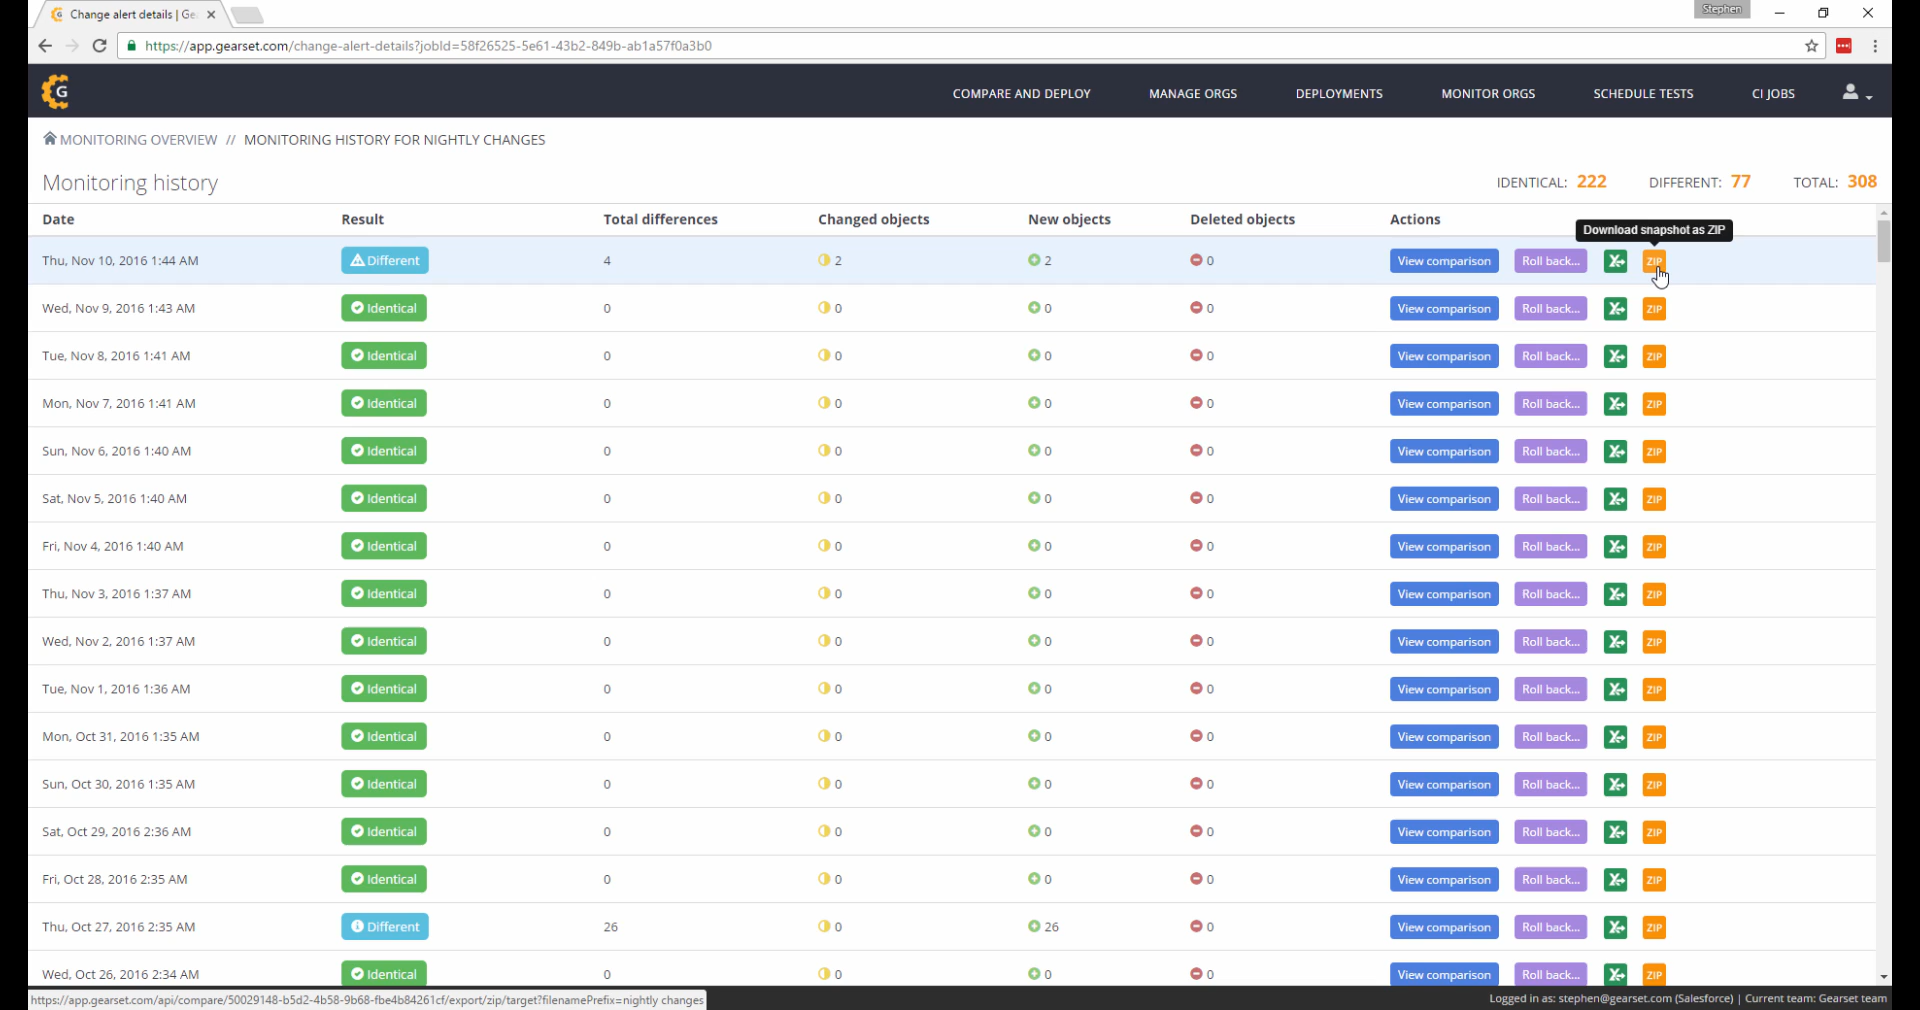 Change alert details | Ge
Stephen
https://app.gearset.com/change-alert-details?jobId=58f26525-5e61-43b2-849b-ab1a57f0a3b0
G
COMPARE AND DEPLOY MANAGE ORGS DEPLOYMENTS MONITOR ORGS SCHEDULE TESTS CI JOBS
MONITORING OVERVIEW // MONITORING HISTORY FOR NIGHTLY CHANGES
Monitoring history IDENTICAL: 222 DIFFERENT: 77 TOTAL: 308
Date Result Total differences Changed objects New objects Deleted objects Actions
Download snapshot as ZIP
Thu, Nov 10, 2016 1:44 AM Different 4 2 2 0 View comparison Roll back... X ZIP
Wed, Nov 9, 2016 1:43 AM Identical 0 0 0 0 View comparison Roll back... X ZIP
Tue, Nov 8, 2016 1:41 AM Identical 0 0 0 0 View comparison Roll back... X ZIP
Mon, Nov 7, 2016 1:41 AM Identical 0 0 0 0 View comparison Roll back... X ZIP
Sun, Nov 6, 2016 1:40 AM Identical 0 0 0 0 View comparison Roll back... X ZIP
Sat, Nov 5, 2016 1:40 AM Identical 0 0 0 0 View comparison Roll back... X ZIP
Fri, Nov 4, 2016 1:40 AM Identical 0 0 0 0 View comparison Roll back... X ZIP
Thu, Nov 3, 2016 1:37 AM Identical 0 0 0 0 View comparison Roll back... X ZIP
Wed, Nov 2, 2016 1:37 AM Identical 0 0 0 0 View comparison Roll back... X ZIP
Tue, Nov 1, 2016 1:36 AM Identical 0 0 0 0 View comparison Roll back... X ZIP
Mon, Oct 31, 2016 1:35 AM Identical 0 0 0 0 View comparison Roll back... X ZIP
Sun, Oct 30, 2016 1:35 AM Identical 0 0 0 0 View comparison Roll back... X ZIP
Sat, Oct 29, 2016 2:36 AM Identical 0 0 0 0 View comparison Roll back... X ZIP
Fri, Oct 28, 2016 2:35 AM Identical 0 0 0 0 View comparison Roll back... X ZIP
Thu, Oct 27, 2016 2:35 AM Different 26 0 26 0 View comparison Roll back... X ZIP
Wed, Oct 26, 2016 2:34 AM Identical 0 0 0 0 View comparison Roll back... X ZIP
https://app.gearset.com/api/compare/50029148-b5d2-4b58-9b68-fbe4b84261cf/export/zip/target?filenamePrefix=nightly changes
Logged in as: stephen@gearset.com (Salesforce) | Current team: Gearset team